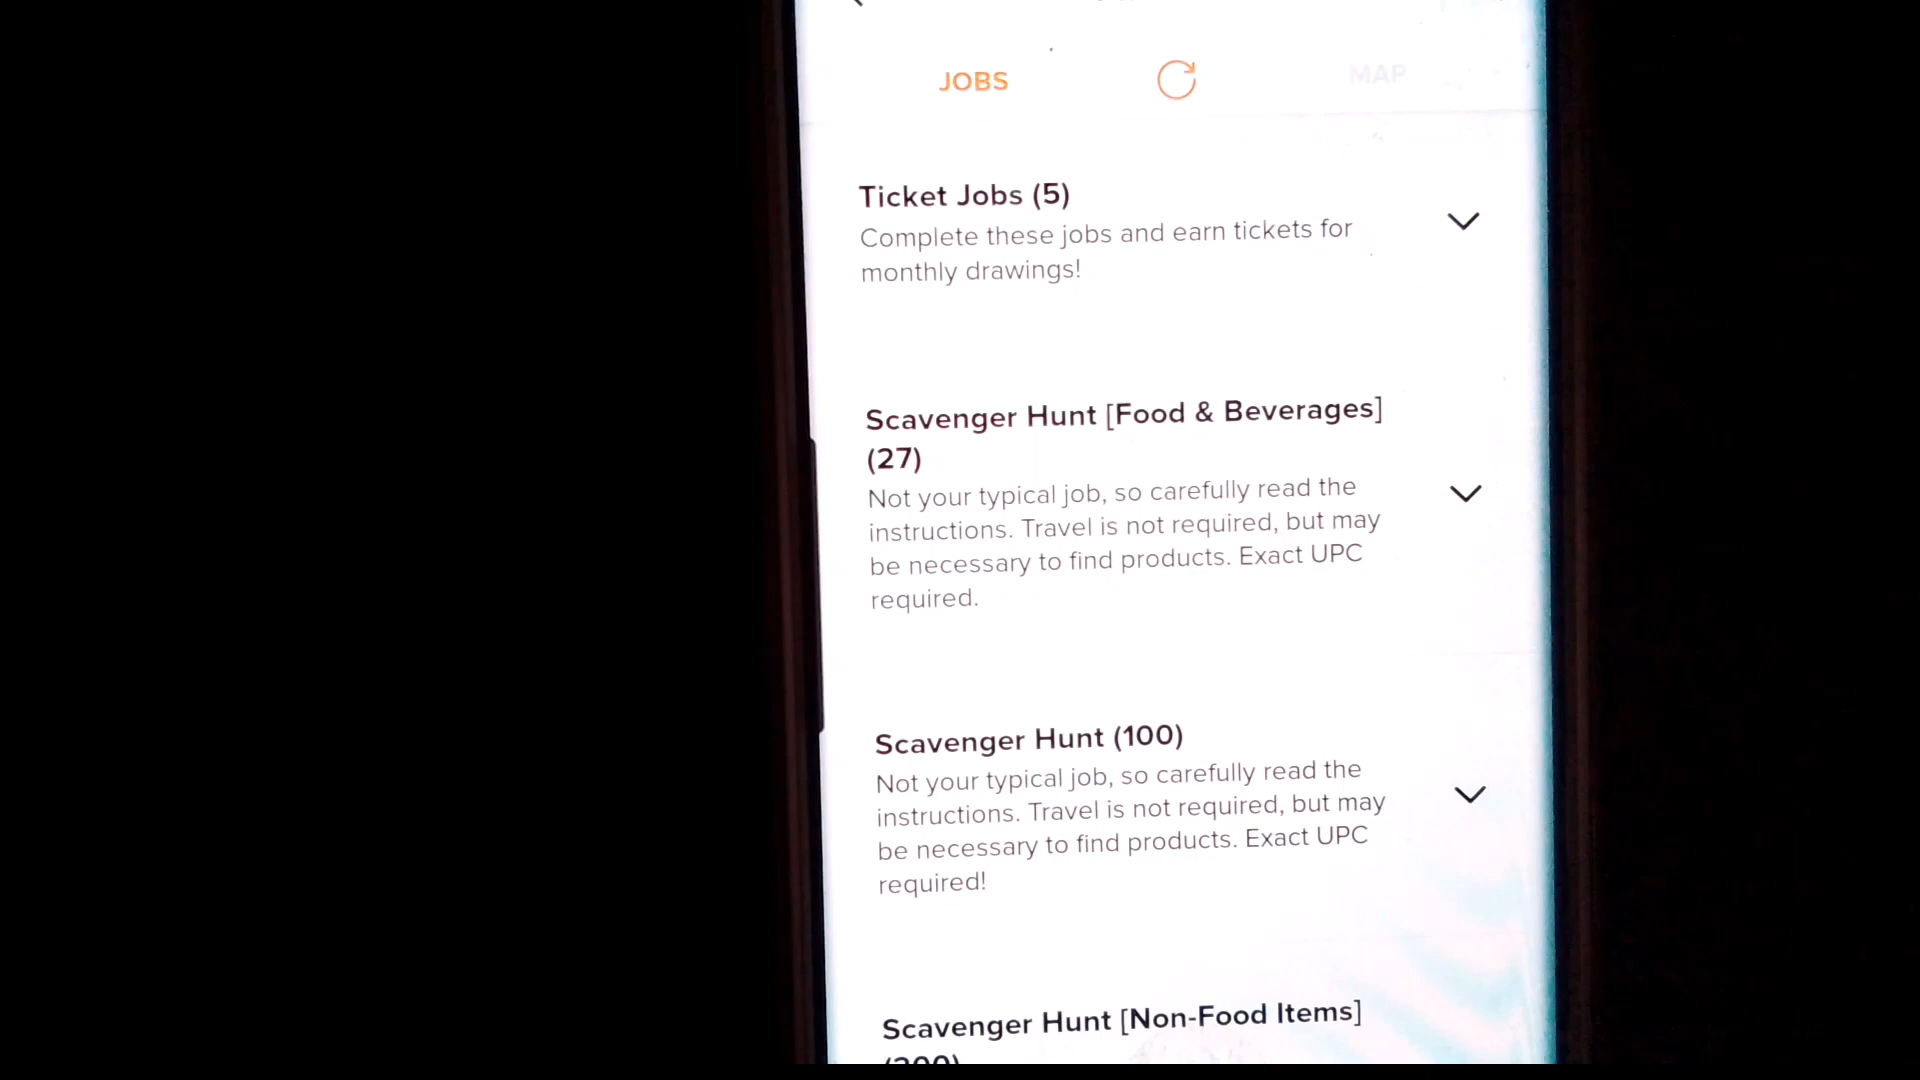 JOBS MAP
Ticket Jobs (5)
Complete these jobs and earn tickets for
monthly drawings!
Scavenger Hunt [Food & Beverages]
(27)
Not your typical job, so carefully read the
instructions. Travel is not required, but may
be necessary to find products. Exact UPC
required.
Scavenger Hunt (100)
Not your typical job, so carefully read the
instructions. Travel is not required, but may
be necessary to find products. Exact UPC
required!
Scavenger Hunt [Non-Food Items]